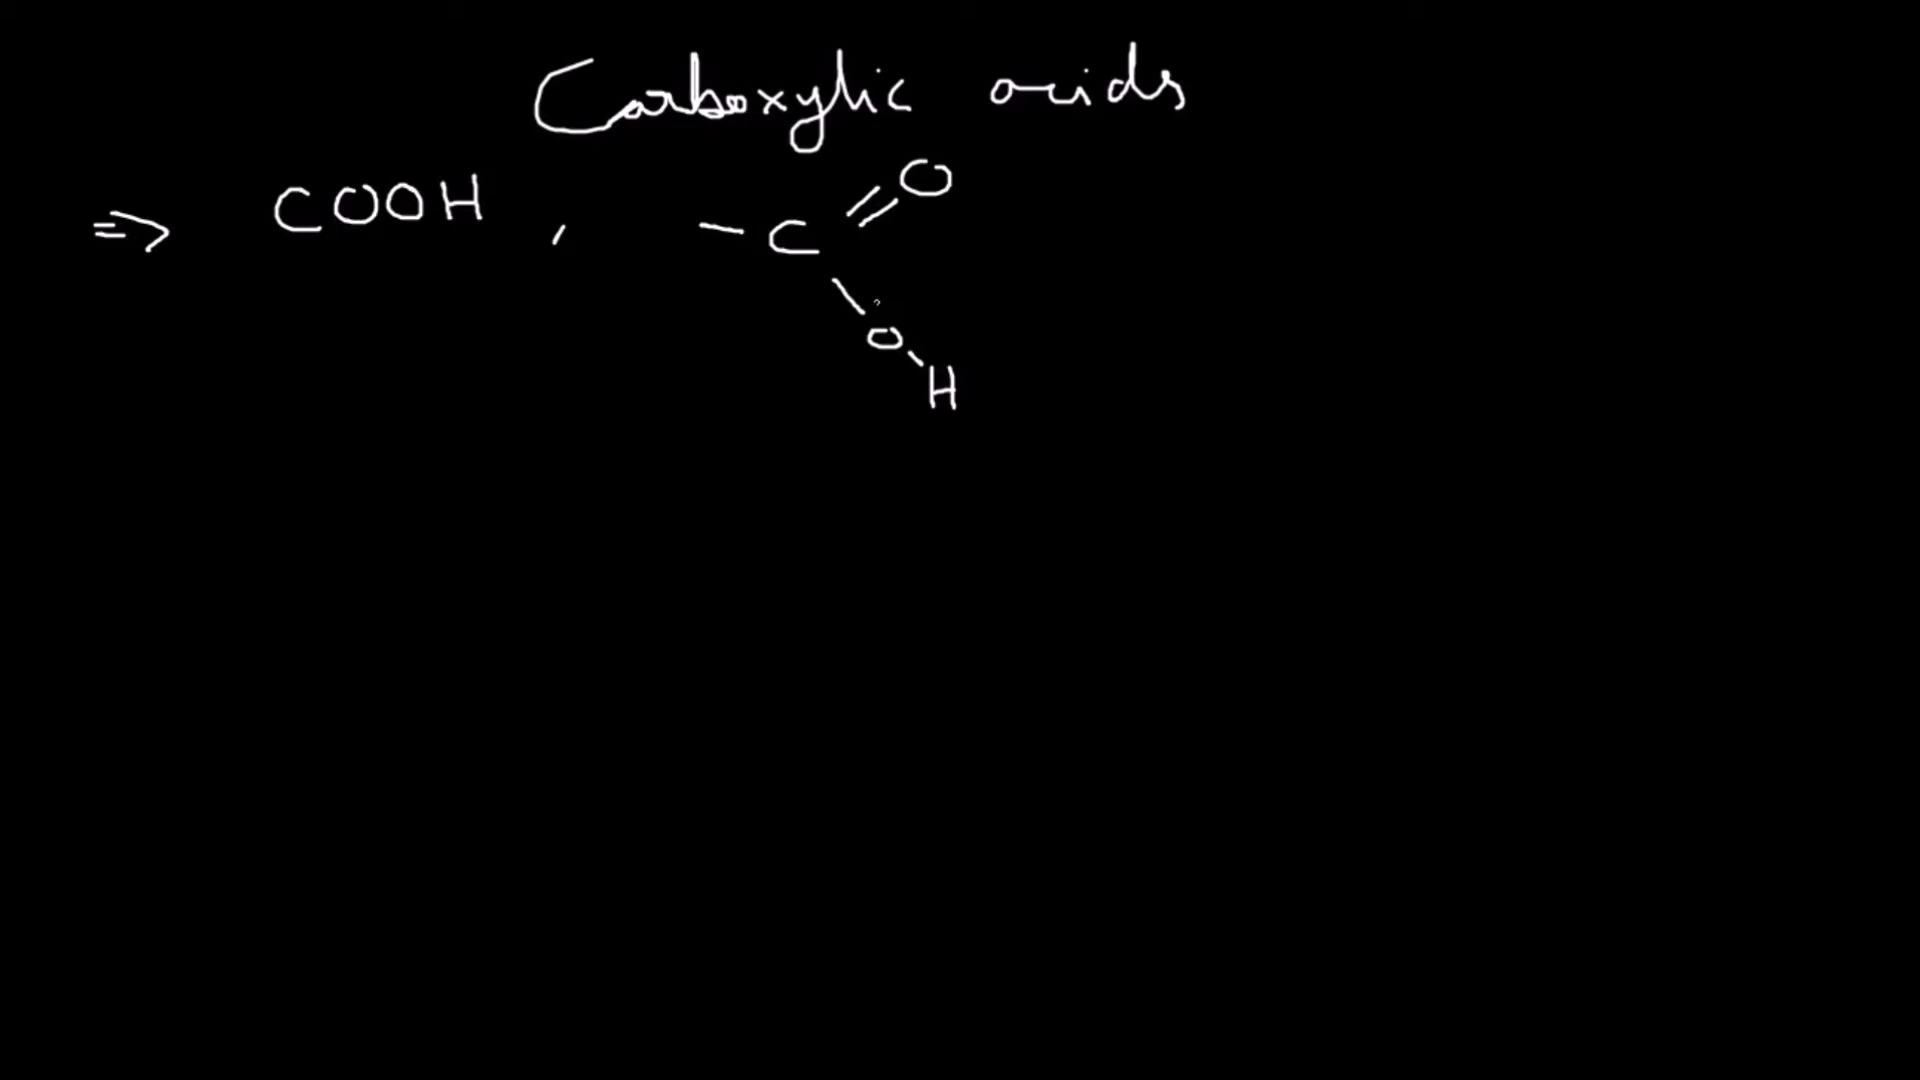 Carboxylic acids
=> COOH , - C = O
O - H